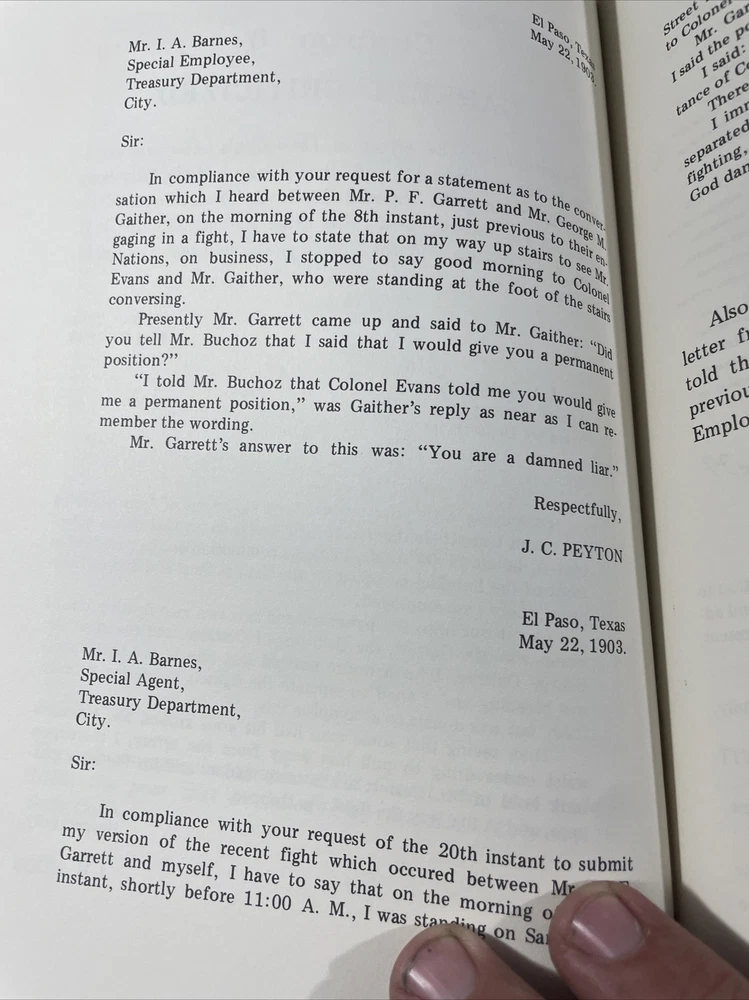 El Paso, Texas
May 22, 1903.
Mr. I. A. Barnes,
Special Employee,
Treasury Department,
City.
Sir:
In compliance with your request for a statement as to the conver-
sation which I heard between Mr. P. F. Garrett and Mr. George M.
Gaither, on the morning of the 8th instant, just previous to their en-
gaging in a fight, I have to state that on my way up stairs to see Mr.
Nations, on business, I stopped to say good morning to Colonel
Evans and Mr. Gaither, who were standing at the foot of the stairs
conversing.
Presently Mr. Garrett came up and said to Mr. Gaither: “Did
you tell Mr. Buchoz that I said that I would give you a permanent
position?”
“I told Mr. Buchoz that Colonel Evans told me you would give
me a permanent position,” was Gaither’s reply as near as I can re-
member the wording.
Mr. Garrett’s answer to this was: “You are a damned liar.”
Respectfully,
J. C. PEYTON
El Paso, Texas
May 22, 1903.
Mr. I. A. Barnes,
Special Agent,
Treasury Department,
City.
Sir:
In compliance with your request of the 20th instant to submit
my version of the recent fight which occured between Mr.
Garrett and myself, I have to say that on the morning
instant, shortly before 11:00 A. M., I was standing on
Street
to Colonel
Mr.
I said the
I said:
tance of
There
I
separated
fighting,
God
Also
letter
told